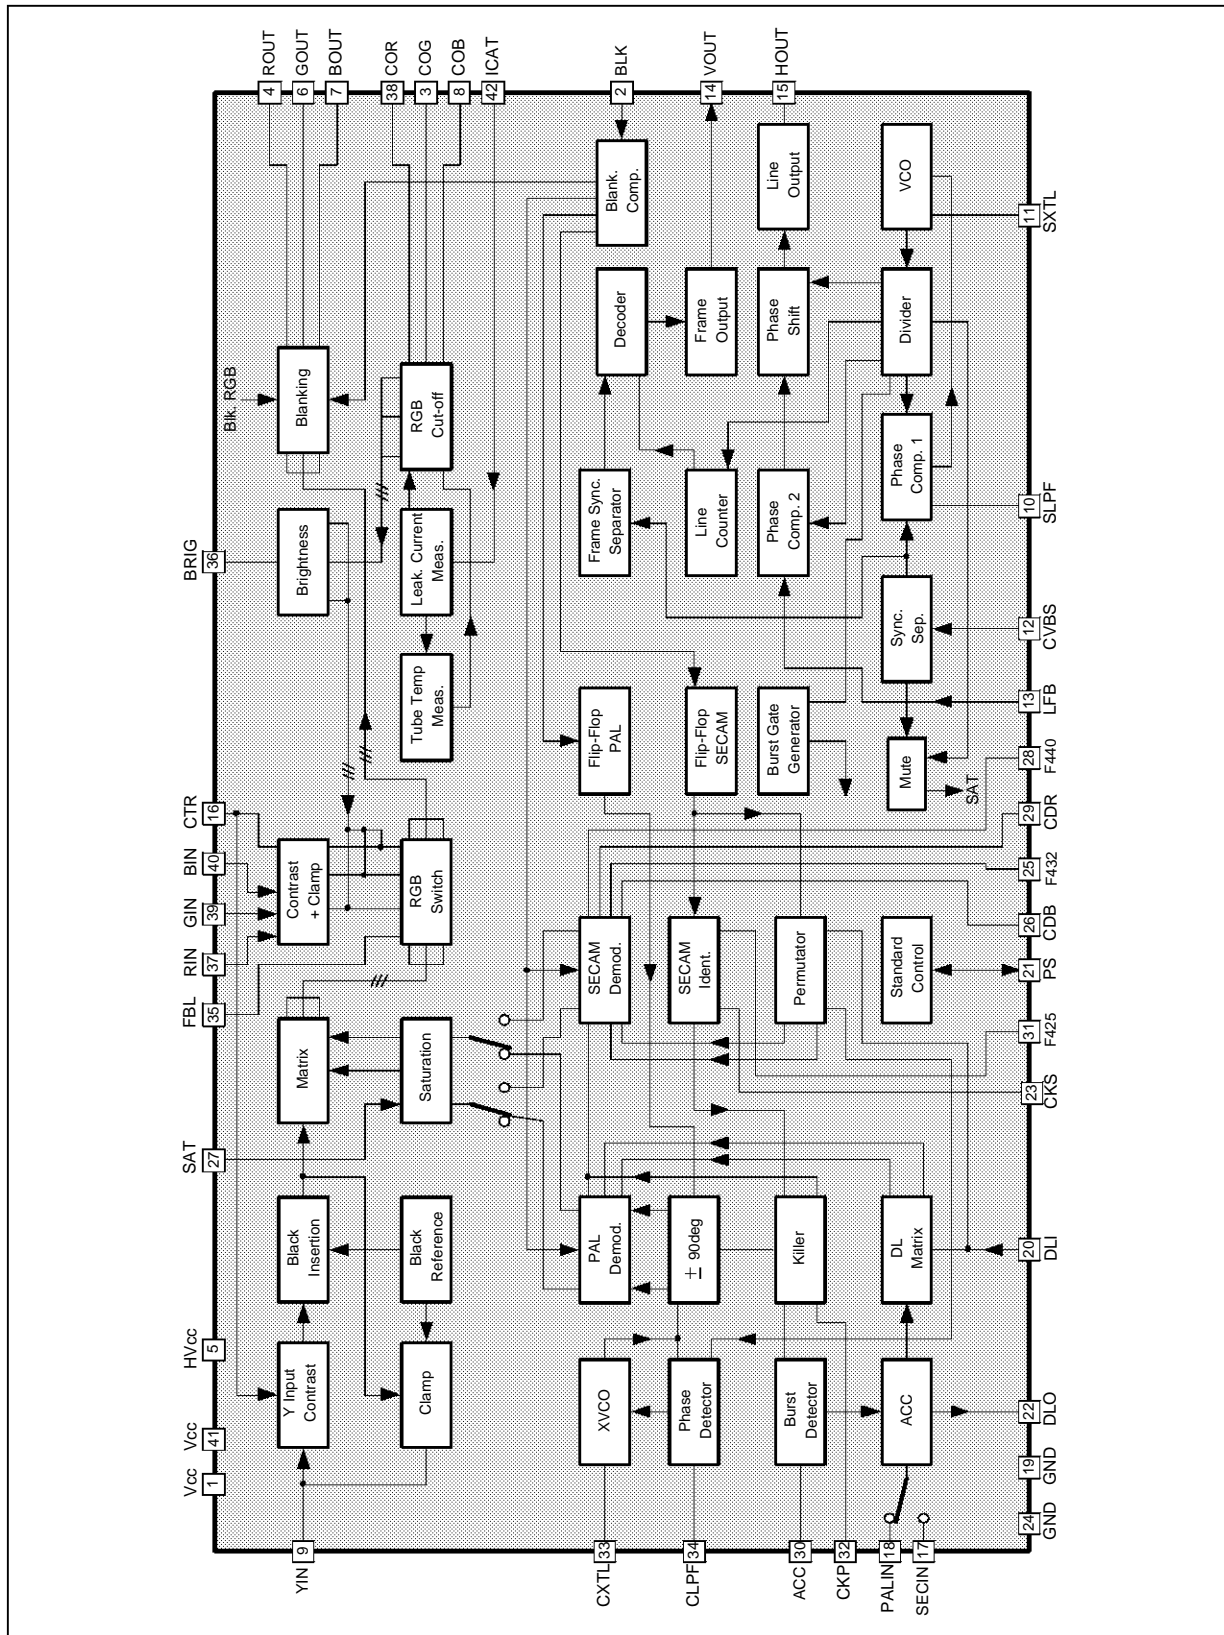 ROUT
4
GOUT
6
BOUT
7
COR
38
COG
3
COB
8
ICAT
42
BLK
2
VOUT
14
HOUT
15
Blk. RGB
Blanking
RGB
Cut-off
Blank.
Comp.
Decoder
Frame
Output
Line
Output
Phase
Shift
VCO
Divider
11
SXTL
BRIG
36
Brightness
Leak. Current
Meas.
Tube Temp
Meas.
Frame Sync.
Separator
Line
Counter
Phase
Comp. 2
Phase
Comp. 1
10
SLPF
Sync.
Sep.
12
CVBS
13
LFB
Flip-Flop
PAL
Flip-Flop
SECAM
Burst Gate
Generator
Mute
SAT
28
F440
29
CDR
CTR
16
BIN
40
GIN
39
RIN
37
FBL
35
Contrast
+ Clamp
RGB
Switch
SECAM
Demod.
SECAM
Ident.
Permutator
Standard
Control
25
F432
26
CDB
21
PS
31
F425
23
CKS
Matrix
Saturation
SAT
27
Black
Insertion
Black
Reference
PAL
Demod.
± 90deg
Killer
DL
Matrix
20
DLI
HVcc
5
Vcc
41
Vcc
1
Y Input
Contrast
Clamp
XVCO
Phase
Detector
Burst
Detector
ACC
22
DLO
19
GND
24
GND
YIN
9
CXTL
33
CLPF
34
ACC
30
CKP
32
PALIN
18
SECIN
17